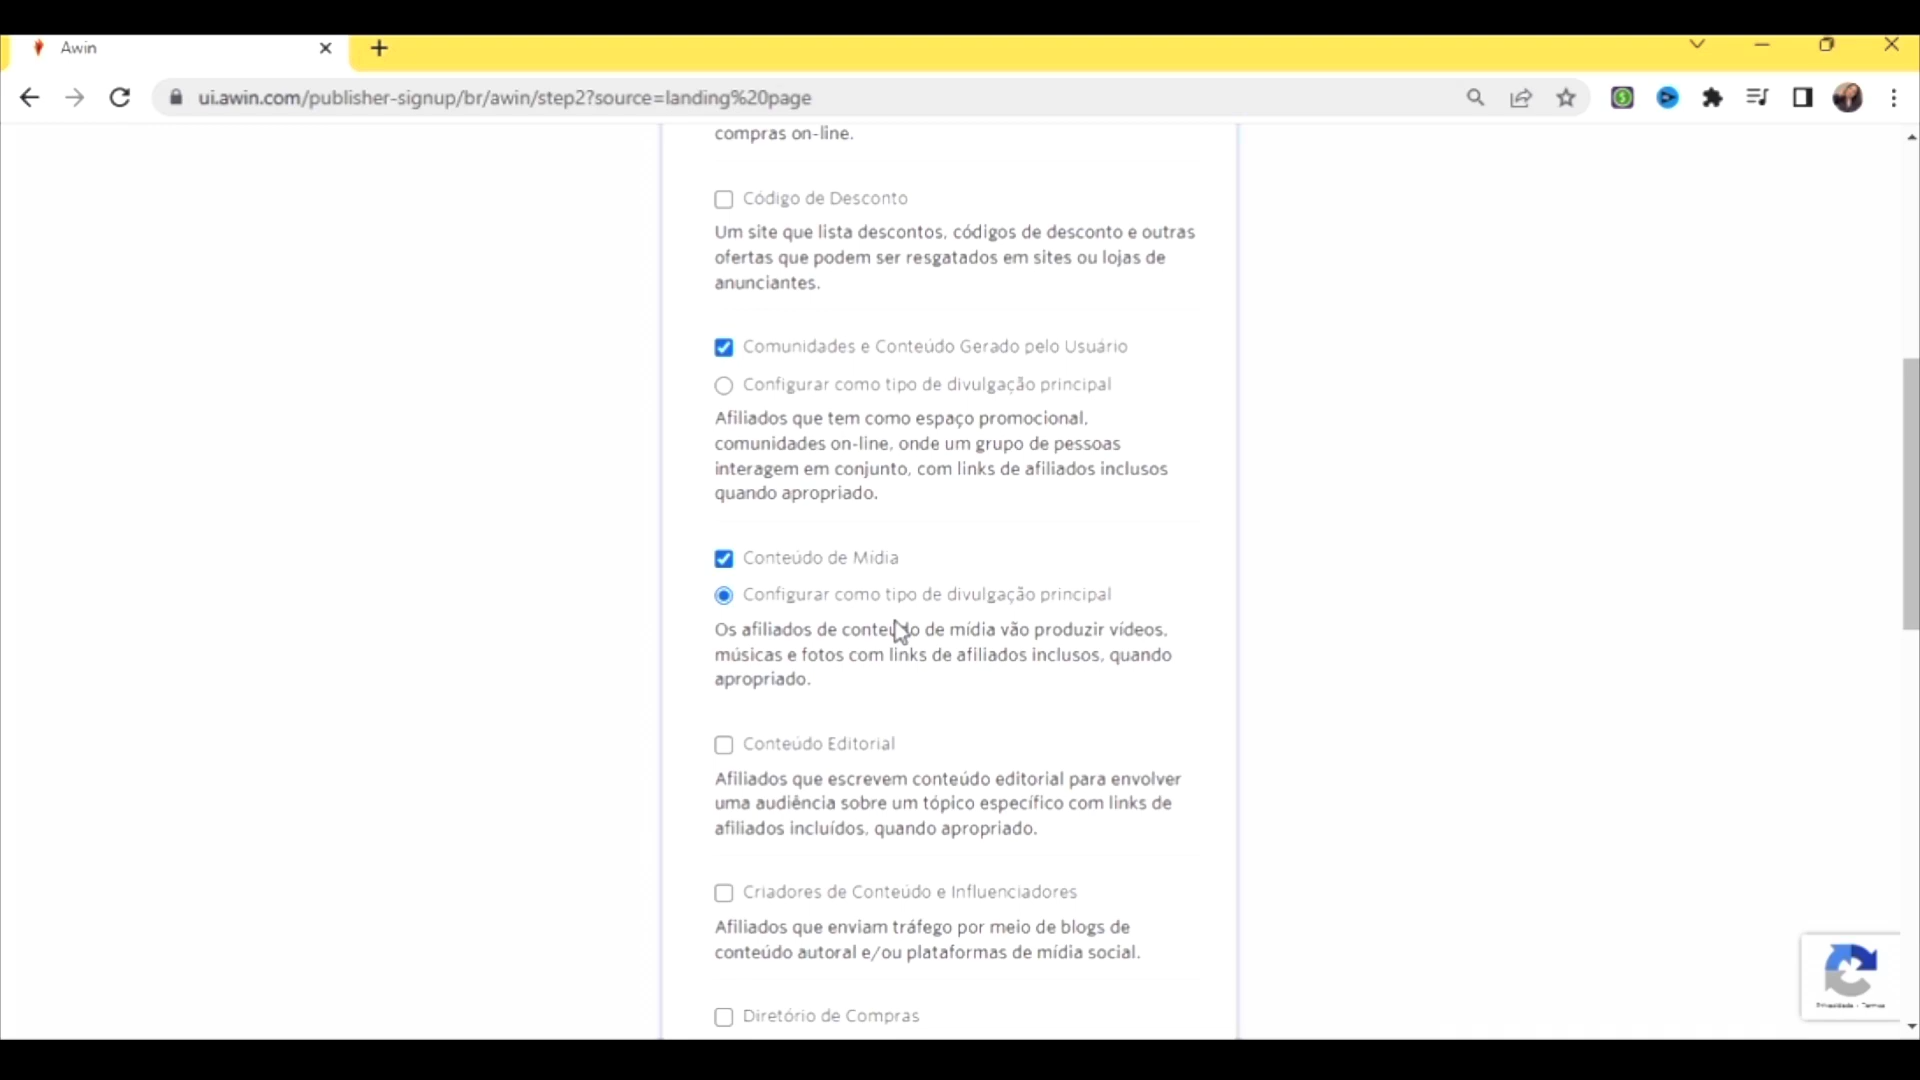 Awin
ui.awin.com/publisher-signup/br/awin/step2?source=landing%20page
compras on-line.
Código de Desconto
Um site que lista descontos, códigos de desconto e outras
ofertas que podem ser resgatados em sites ou lojas de
anunciantes.
Comunidades e Conteúdo Gerado pelo Usuário
Configurar como tipo de divulgação principal
Afiliados que tem como espaço promocional,
comunidades on-line, onde um grupo de pessoas
interagem em conjunto, com links de afiliados inclusos
quando apropriado.
Conteúdo de Mídia
Configurar como tipo de divulgação principal
Os afiliados de conteúdo de mídia vão produzir vídeos,
músicas e fotos com links de afiliados inclusos, quando
apropriado.
Conteúdo Editorial
Afiliados que escrevem conteúdo editorial para envolver
uma audiência sobre um tópico específico com links de
afiliados incluídos, quando apropriado.
Criadores de Conteúdo e Influenciadores
Afiliados que enviam tráfego por meio de blogs de
conteúdo autoral e/ou plataformas de mídia social.
Diretório de Compras
Privacidade - Termos